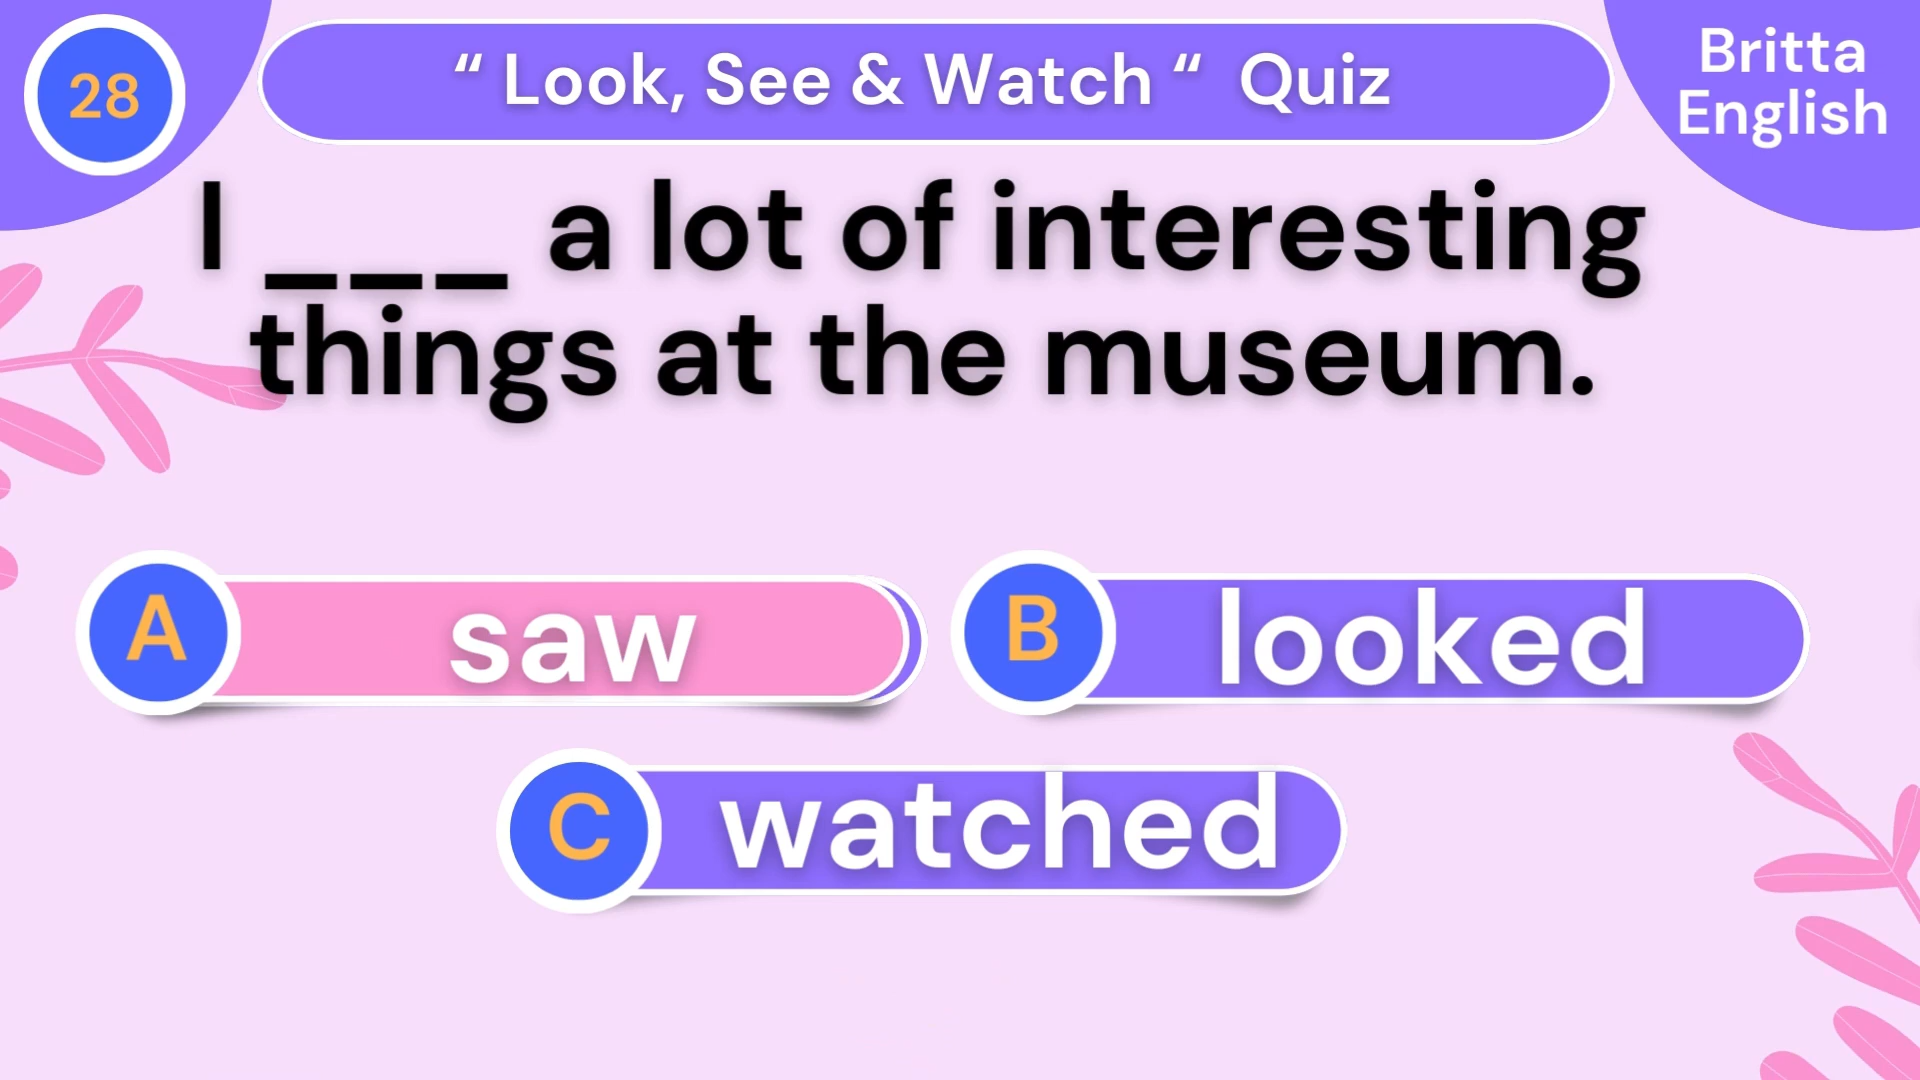 28
“ Look, See & Watch “ Quiz
Britta
English
I ___ a lot of interesting
things at the museum.
A saw
B looked
C watched